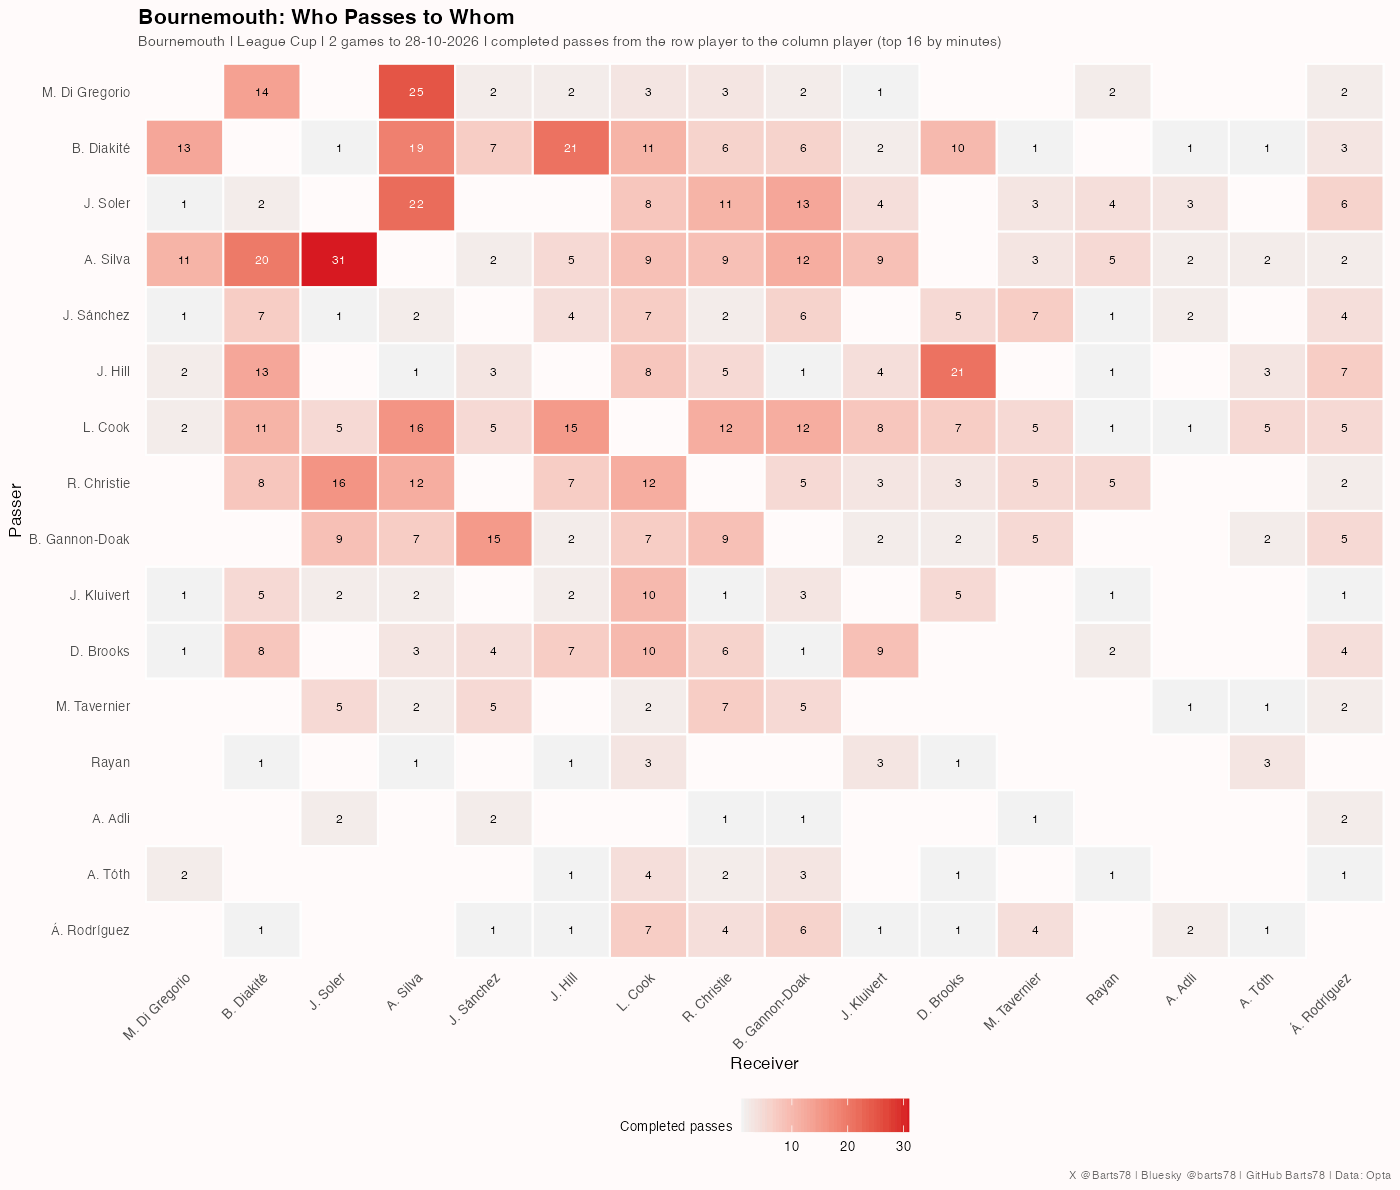 Bournemouth: Who Passes to Whom
Bournemouth | League Cup | 2 games to 28-10-2026 | completed passes from the row player to the column player (top 16 by minutes)
M. Di Gregorio 14 25 2 2 3 3 2 1 2 2
B. Diakité 13 1 19 7 21 11 6 6 2 10 1 1 1 3
J. Soler 1 2 22 8 11 13 4 3 4 3 6
A. Silva 11 20 31 2 5 9 9 12 9 3 5 2 2 2
J. Sánchez 1 7 1 2 4 7 2 6 5 7 1 2 4
J. Hill 2 13 1 3 8 5 1 4 21 1 3 7
L. Cook 2 11 5 16 5 15 12 12 8 7 5 1 1 5 5
R. Christie 8 16 12 7 12 5 3 3 5 5 2
B. Gannon-Doak 9 7 15 2 7 9 2 2 5 2 5
J. Kluivert 1 5 2 2 2 10 1 3 5 1 1
D. Brooks 1 8 3 4 7 10 6 1 9 2 4
M. Tavernier 5 2 5 2 7 5 1 1 2
Rayan 1 1 1 3 3 1 3
A. Adli 2 2 1 1 1 2
A. Tóth 2 1 4 2 3 1 1 1
Á. Rodríguez 1 1 1 7 4 6 1 1 4 2 1
Passer
M. Di Gregorio B. Diakité J. Soler A. Silva J. Sánchez J. Hill L. Cook R. Christie B. Gannon-Doak J. Kluivert D. Brooks M. Tavernier Rayan A. Adli A. Tóth Á. Rodríguez
Receiver
Completed passes
10 20 30
X @Barts78 | Bluesky @barts78 | GitHub Barts78 | Data: Opta